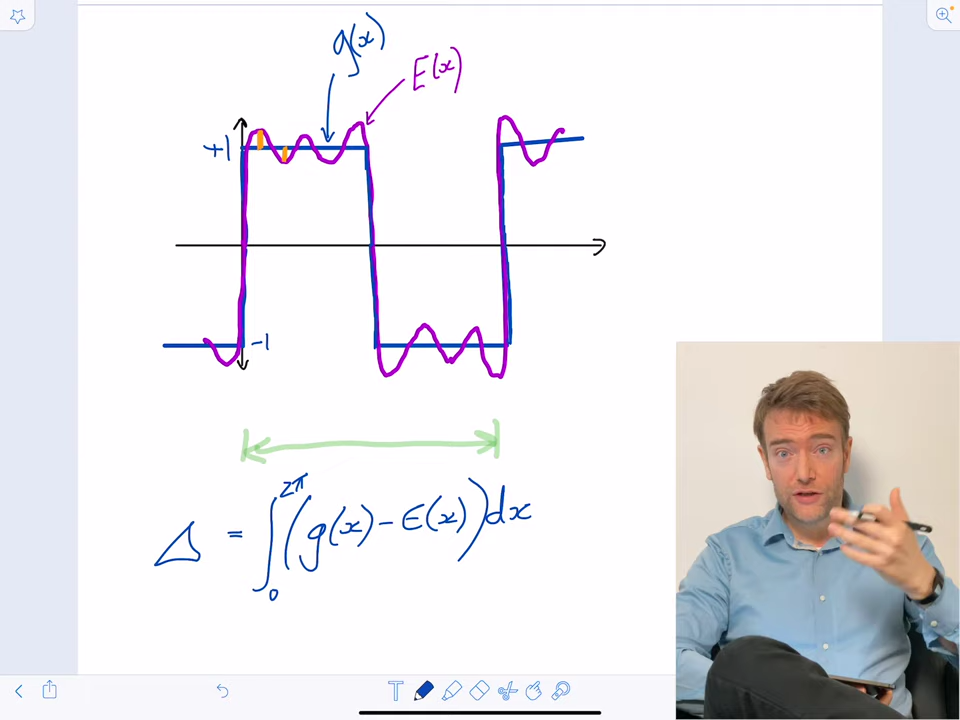 g(x)
E(x)
+1
-1
Δ = ∫₀^2π (g(x) - E(x)) dx
T